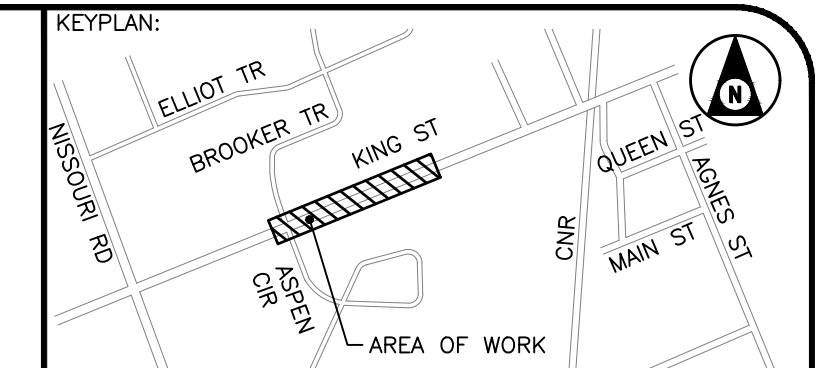 KEYPLAN:
ELLIOT TR
BROOKER TR
KING ST
NISSOURI RD
N
QUEEN ST
AGNES ST
CNR
MAIN ST
ASPEN
CIR
AREA OF WORK